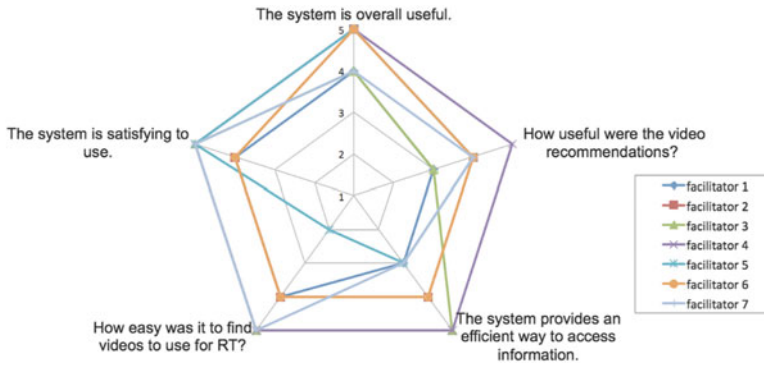 The system is overall useful.
5
4
3
2
1
The system is satisfying to
use.
How useful were the video
recommendations?
facilitator 1
facilitator 2
facilitator 3
facilitator 4
facilitator 5
facilitator 6
facilitator 7
How easy was it to find
videos to use for RT?
The system provides an
efficient way to access
information.